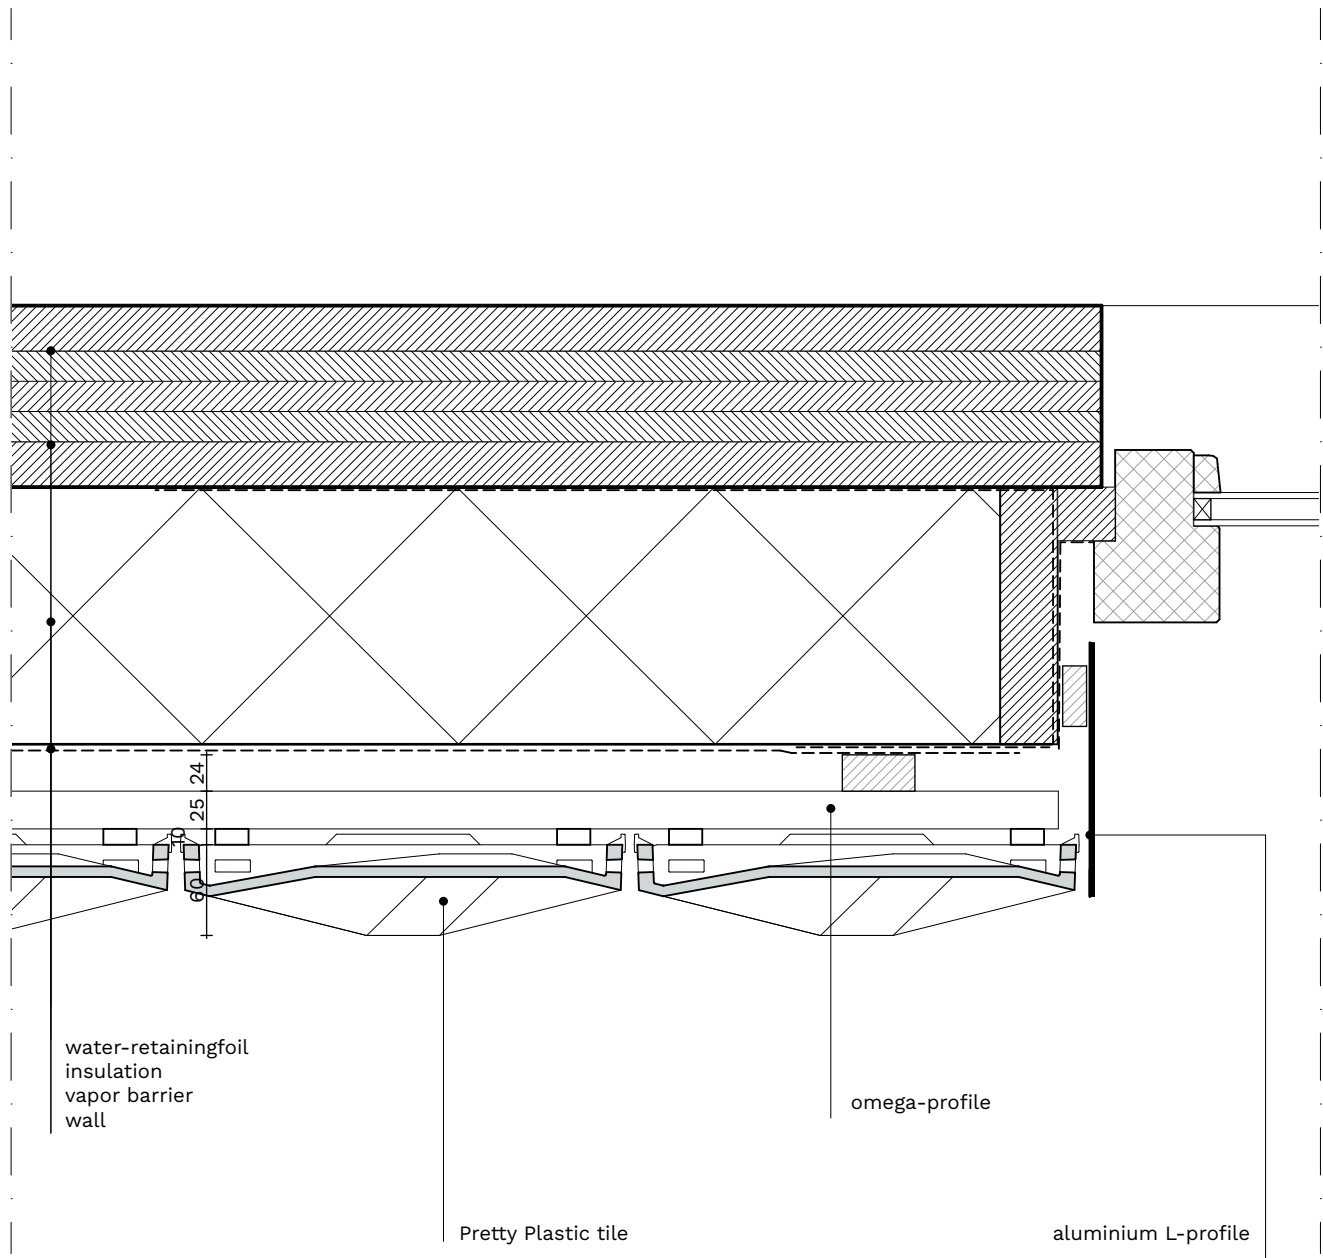 24
25
10
60
water-retainingfoil
insulation
vapor barrier
wall
omega-profile
Pretty Plastic tile
aluminium L-profile